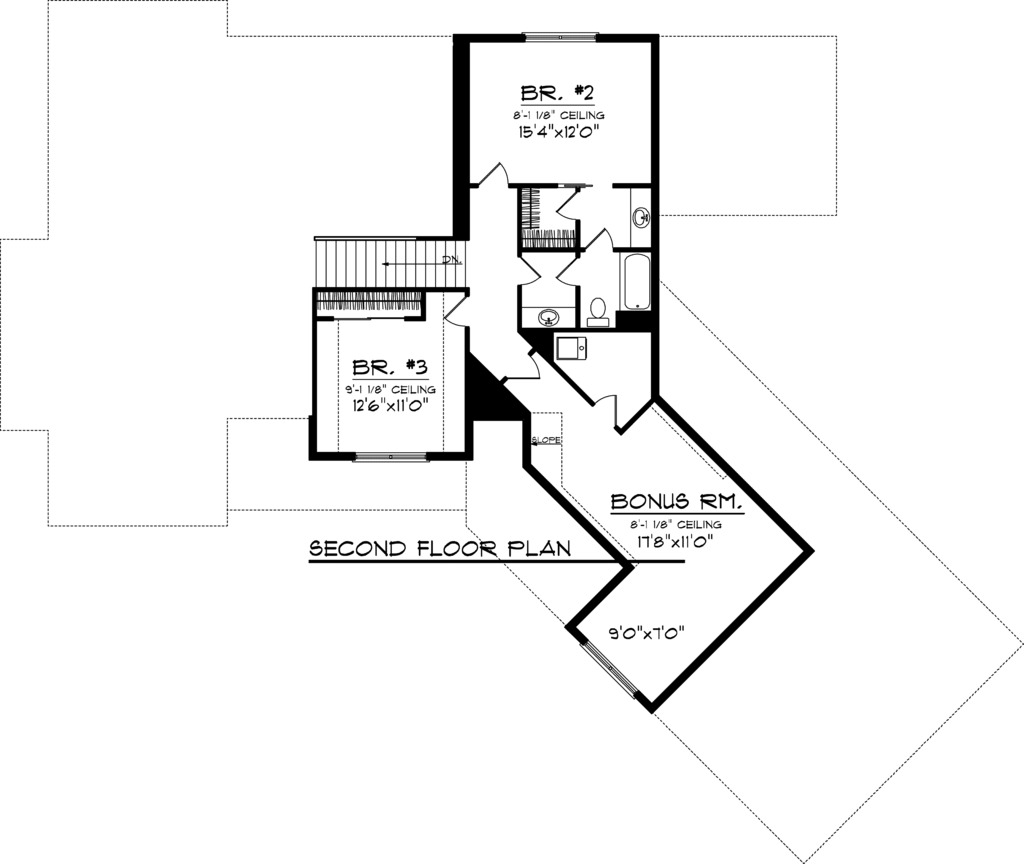 BR. #2
8'-1 1/8" CEILING
15'4"x12'0"
DN.
BR. #3
9'-1 1/8" CEILING
12'6"x11'0"
SLOPE
BONUS RM.
8'-1 1/8" CEILING
17'8"x11'0"
SECOND FLOOR PLAN
9'0"x7'0"